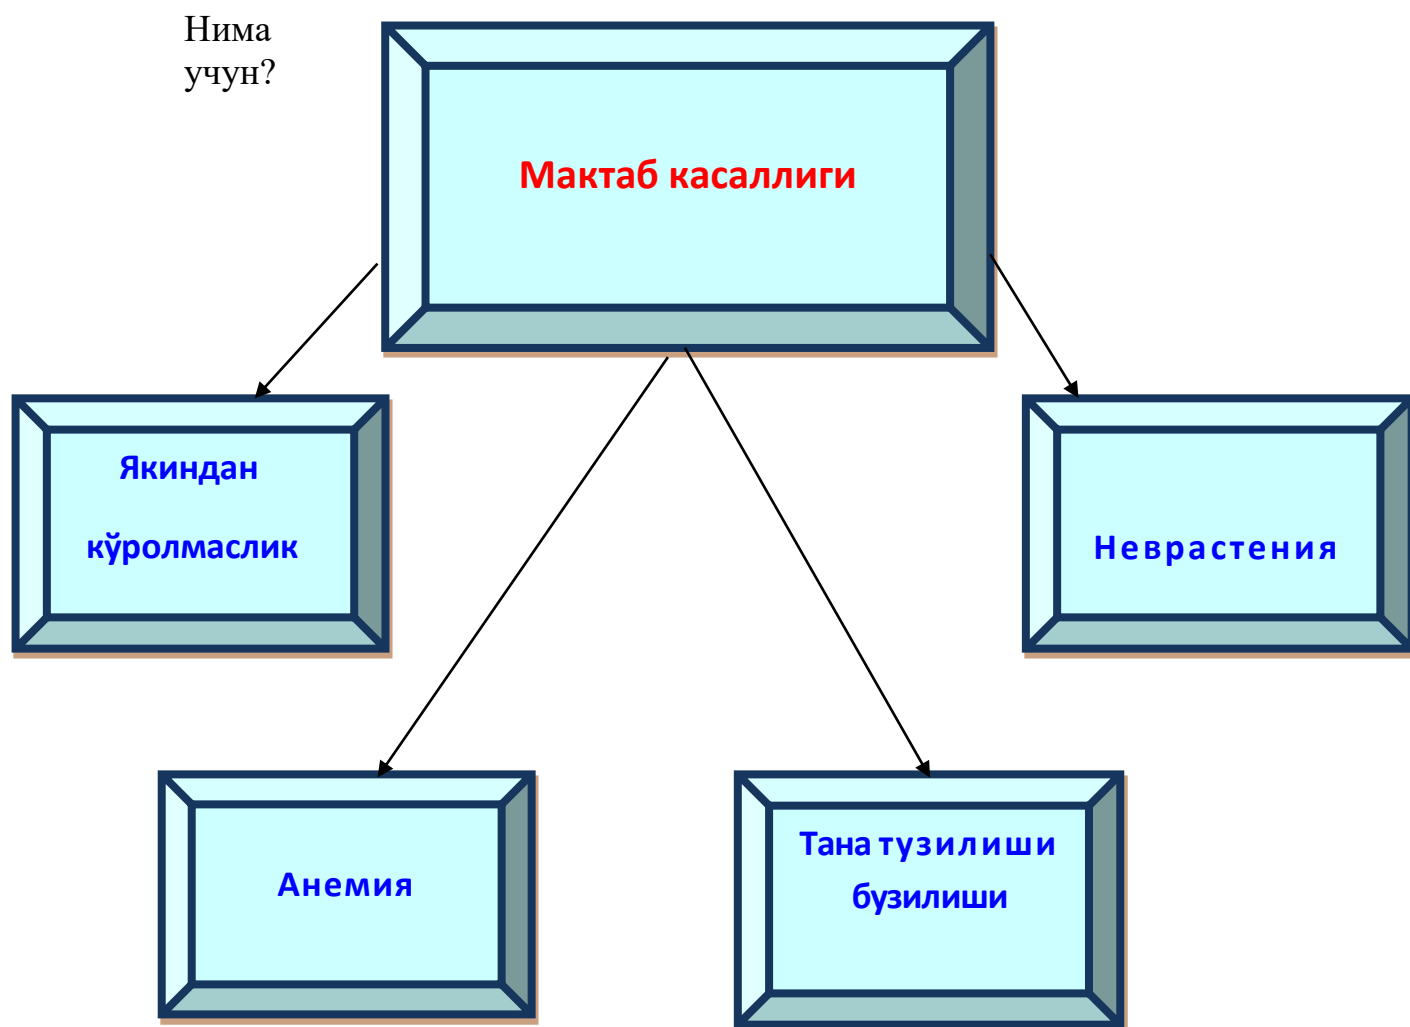 Нима
учун?
Мактаб касаллиги
Якиндан
кўролмаслик
Неврастения
Анемия
Тана тузилиши
бузилиши